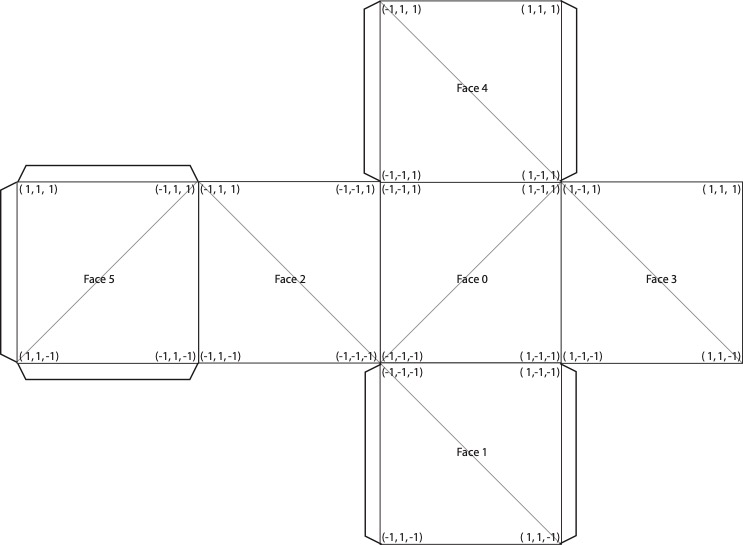 (-1,1, 1) ( 1,1, 1)
Face 4
(-1,-1, 1) ( 1,-1, 1)
( 1,1, 1) (-1,1, 1) (-1,1, 1) (-1,-1, 1) (-1,-1, 1) ( 1,-1, 1) ( 1,-1, 1) ( 1,1, 1)
Face 5 Face 2 Face 0 Face 3
( 1,1,-1) (-1,1,-1) (-1,1,-1) (-1,-1,-1) (-1,-1,-1) ( 1,-1,-1) ( 1,-1,-1) ( 1,1,-1)
(-1,-1,-1) ( 1,-1,-1)
Face 1
(-1,1,-1) ( 1,1,-1)